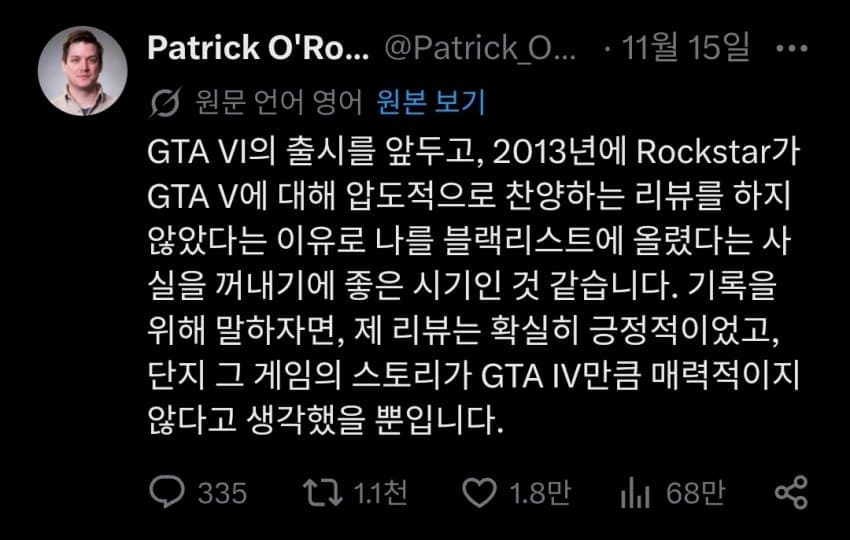 Patrick O'Ro... @Patrick_O... · 11월 15일
원문 언어 영어 원본 보기
GTA VI의 출시를 앞두고, 2013년에 Rockstar가
GTA V에 대해 압도적으로 찬양하는 리뷰를 하지
않았다는 이유로 나를 블랙리스트에 올렸다는 사
실을 꺼내기에 좋은 시기인 것 같습니다. 기록을
위해 말하자면, 제 리뷰는 확실히 긍정적이었고,
단지 그 게임의 스토리가 GTA IV만큼 매력적이지
않다고 생각했을 뿐입니다.
335 1.1천 1.8만 68만